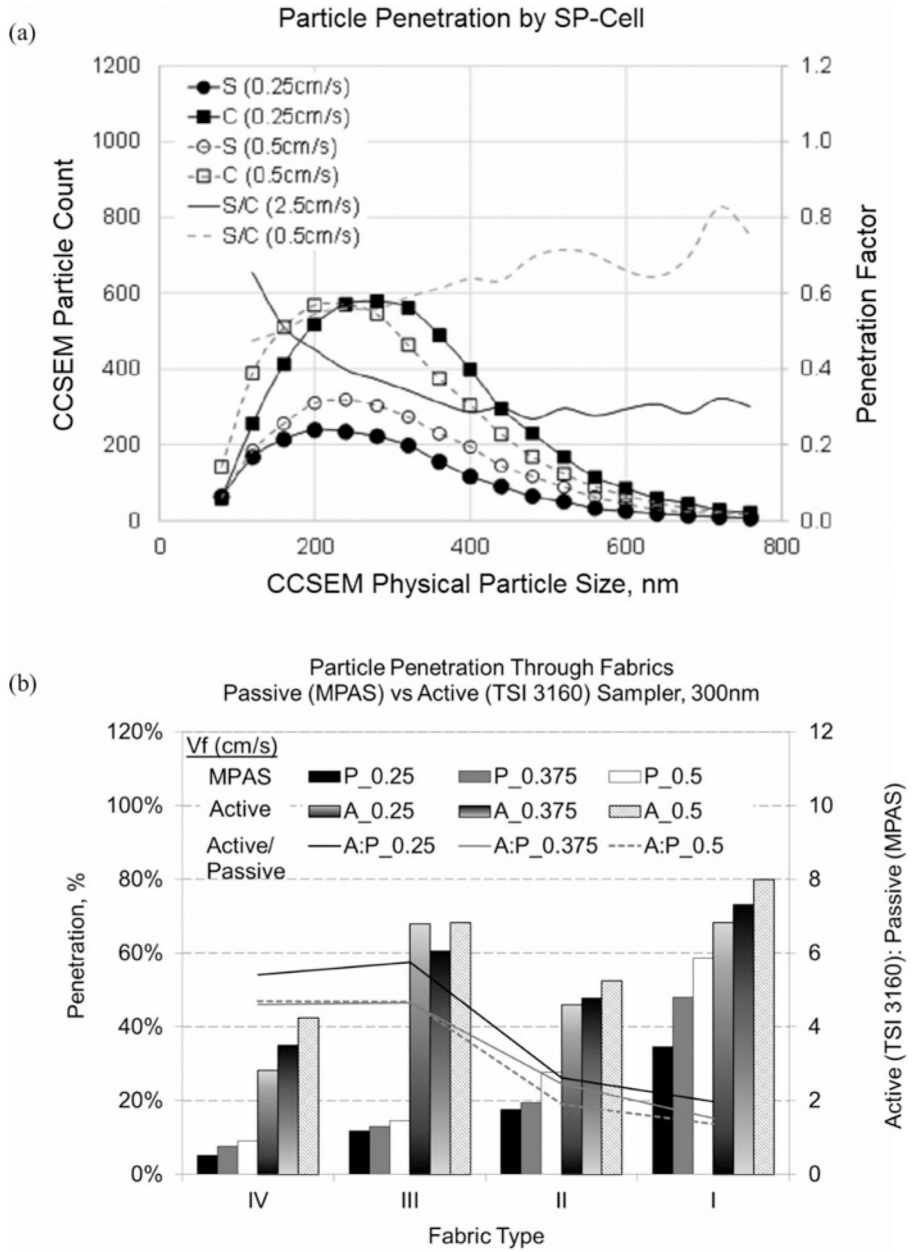 (a)
Particle Penetration by SP-Cell
1200
1000
800
600
400
200
0
CCSEM Particle Count
S (0.25cm/s)
C (0.25cm/s)
S (0.5cm/s)
C (0.5cm/s)
S/C (2.5cm/s)
S/C (0.5cm/s)
1.2
1.0
0.8
0.6
0.4
0.2
0.0
Penetration Factor
0 200 400 600 800
CCSEM Physical Particle Size, nm
(b)
Particle Penetration Through Fabrics
Passive (MPAS) vs Active (TSI 3160) Sampler, 300nm
120%
100%
80%
60%
40%
20%
0%
Penetration, %
Vf (cm/s)
MPAS P_0.25 P_0.375 P_0.5
Active A_0.25 A_0.375 A_0.5
Active/ A:P_0.25 A:P_0.375 A:P_0.5
Passive
12
10
8
6
4
2
0
Active (TSI 3160): Passive (MPAS)
IV III II I
Fabric Type